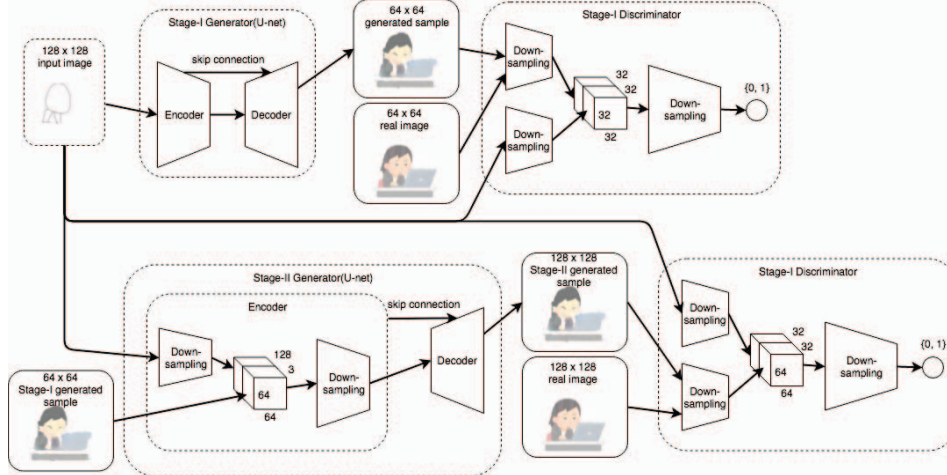 128 x 128
input image
Stage-I Generator(U-net)
skip connection
Encoder
Decoder
64 x 64
generated sample
64 x 64
real image
Stage-I Discriminator
Down-
sampling
Down-
sampling
32
32
32
32
Down-
sampling
{0, 1}
Stage-II Generator(U-net)
Encoder
skip connection
Down-
sampling
64 x 64
Stage-I generated
sample
128
3
64
64
Down-
sampling
Decoder
128 x 128
Stage-II generated
sample
128 x 128
real image
Stage-I Discriminator
Down-
sampling
Down-
sampling
32
32
64
64
Down-
sampling
{0, 1}